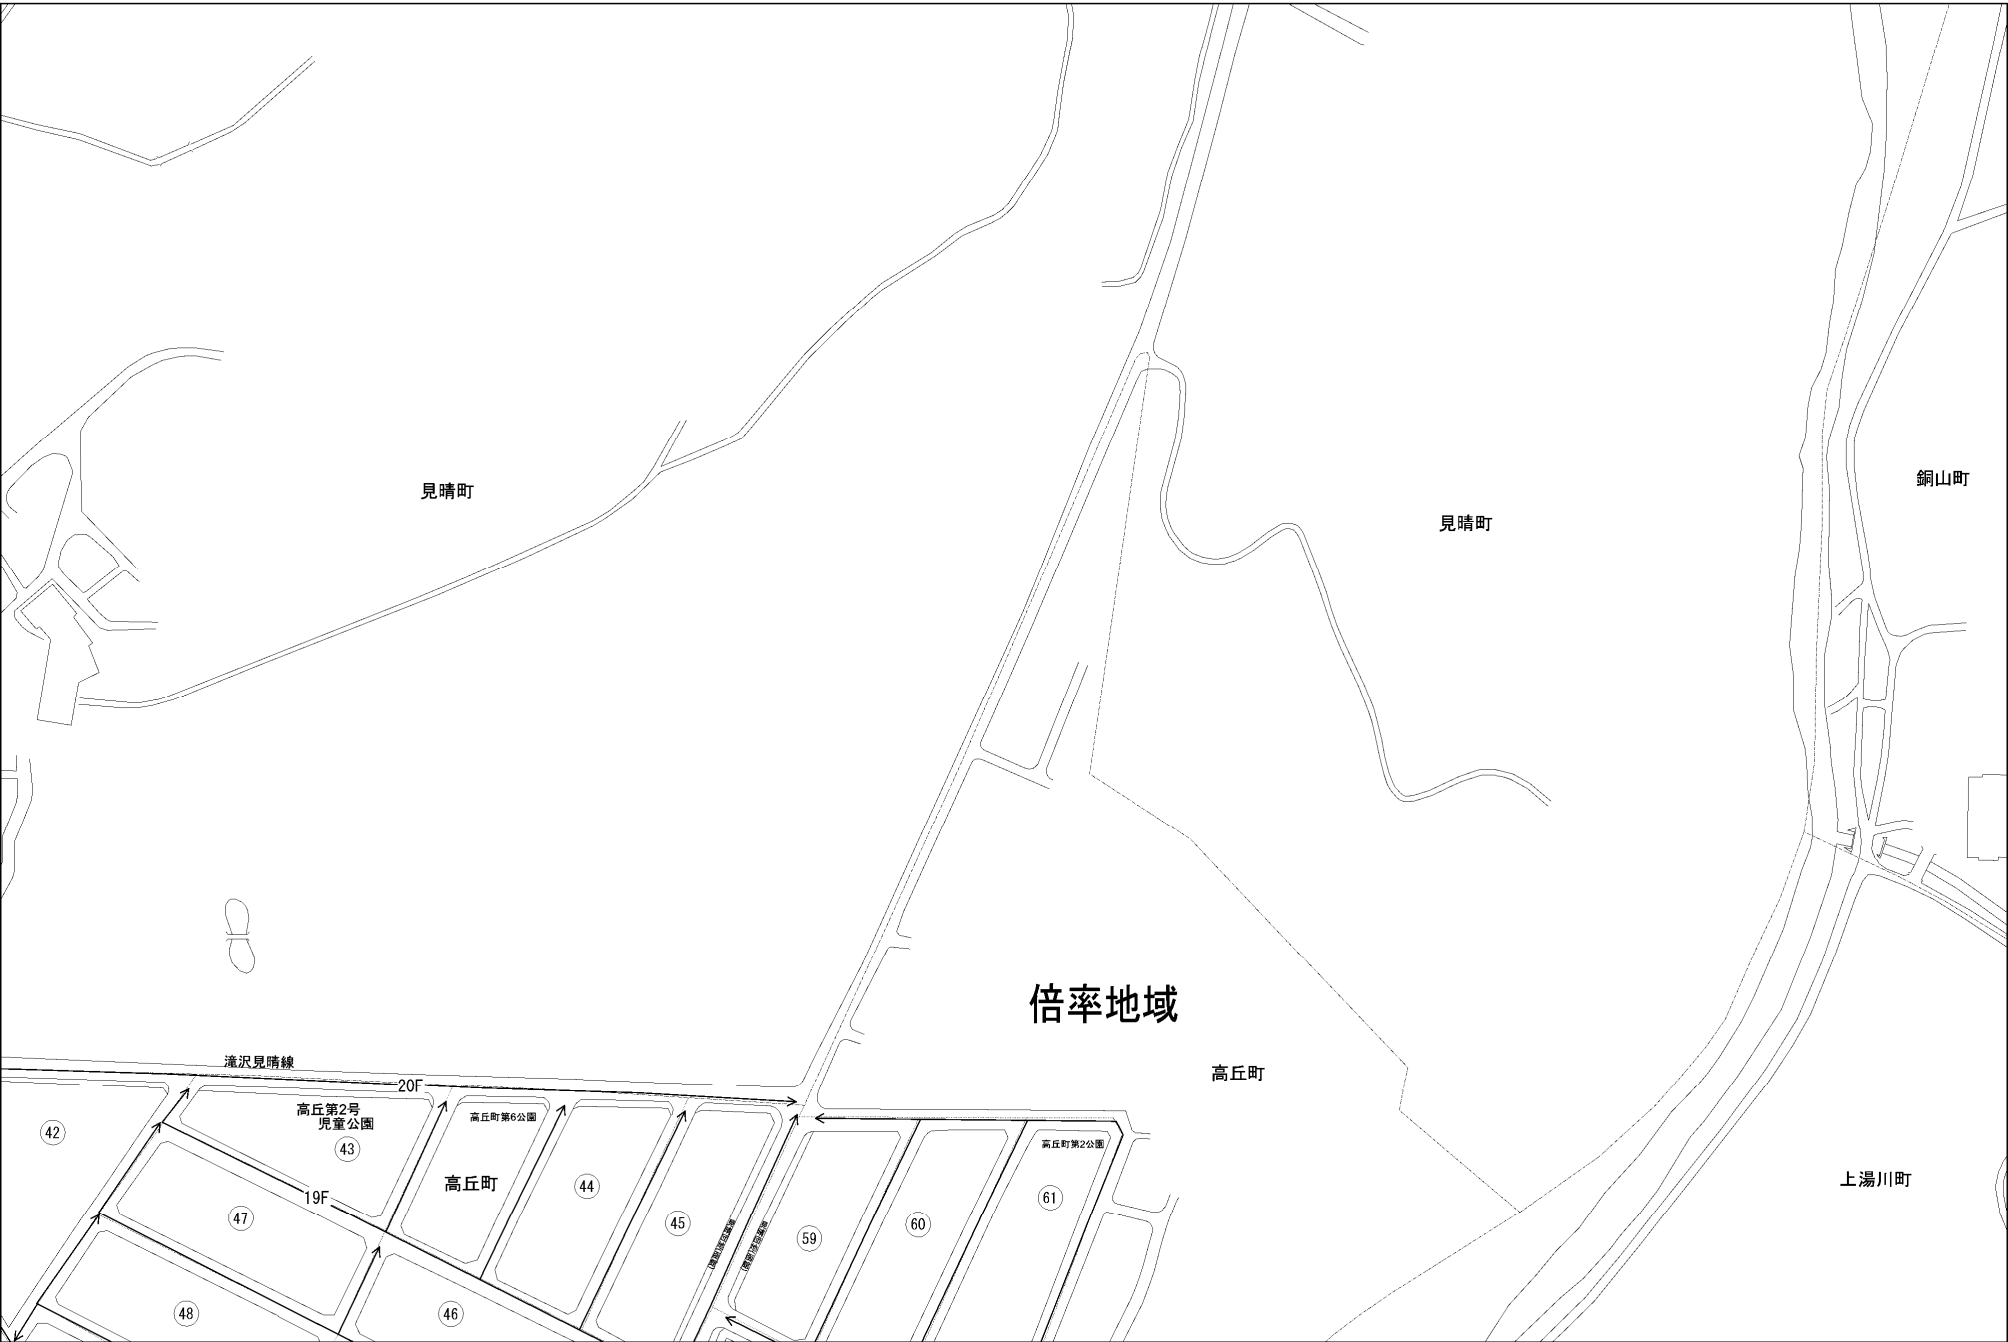 銅山町
見晴町
見晴町
倍率地域
滝沢見晴線
高丘町
20F
高丘第2号
児童公園
高丘町第6公園
42
43
高丘町第2公園
高丘町
44
上湯川町
19F
61
47
45
60
59
48
46